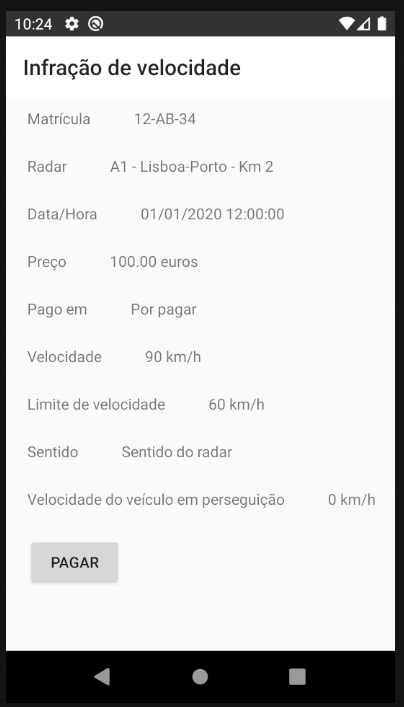 10:24
Infração de velocidade
Matrícula 12-AB-34
Radar A1 - Lisboa-Porto - Km 2
Data/Hora 01/01/2020 12:00:00
Preço 100.00 euros
Pago em Por pagar
Velocidade 90 km/h
Limite de velocidade 60 km/h
Sentido Sentido do radar
Velocidade do veículo em perseguição 0 km/h
PAGAR